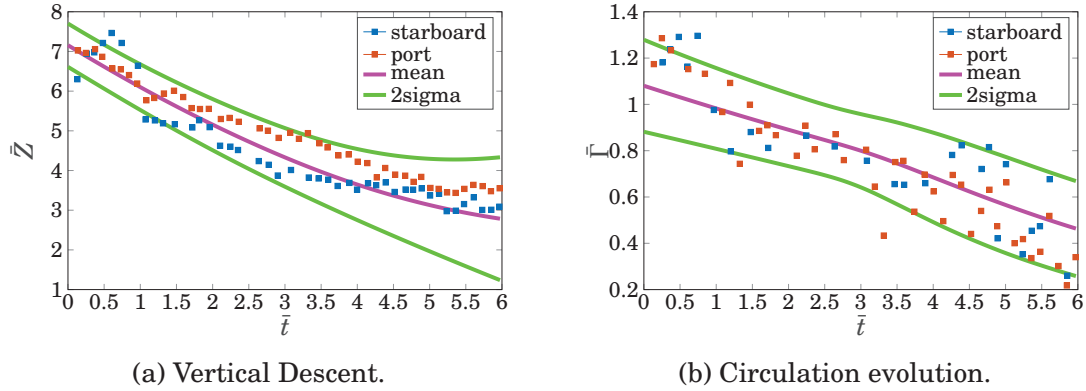 8
7
6
5
4
3
2
1
Z̄
0 0.5 1 1.5 2 2.5 3 3.5 4 4.5 5 5.5 6
t̄
starboard
port
mean
2sigma
(a) Vertical Descent.
1.4
1.2
1
0.8
0.6
0.4
0.2
Γ̄
0 0.5 1 1.5 2 2.5 3 3.5 4 4.5 5 5.5 6
t̄
starboard
port
mean
2sigma
(b) Circulation evolution.